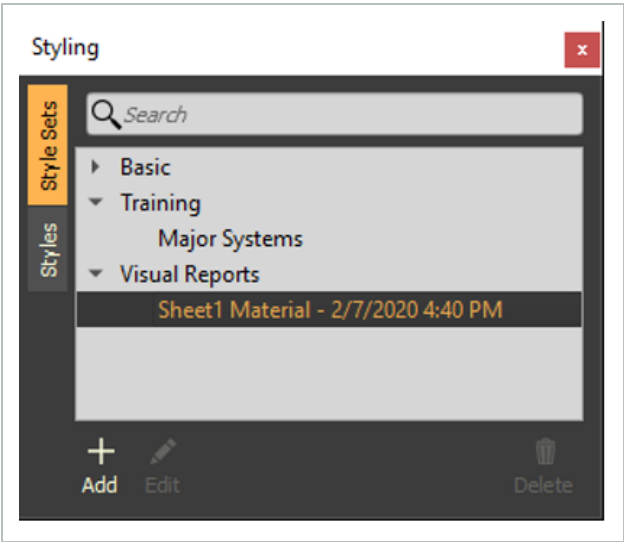 Styling
x
Style Sets
Search
Basic
Training
Major Systems
Styles
Visual Reports
Sheet1 Material - 2/7/2020 4:40 PM
Add
Edit
Delete